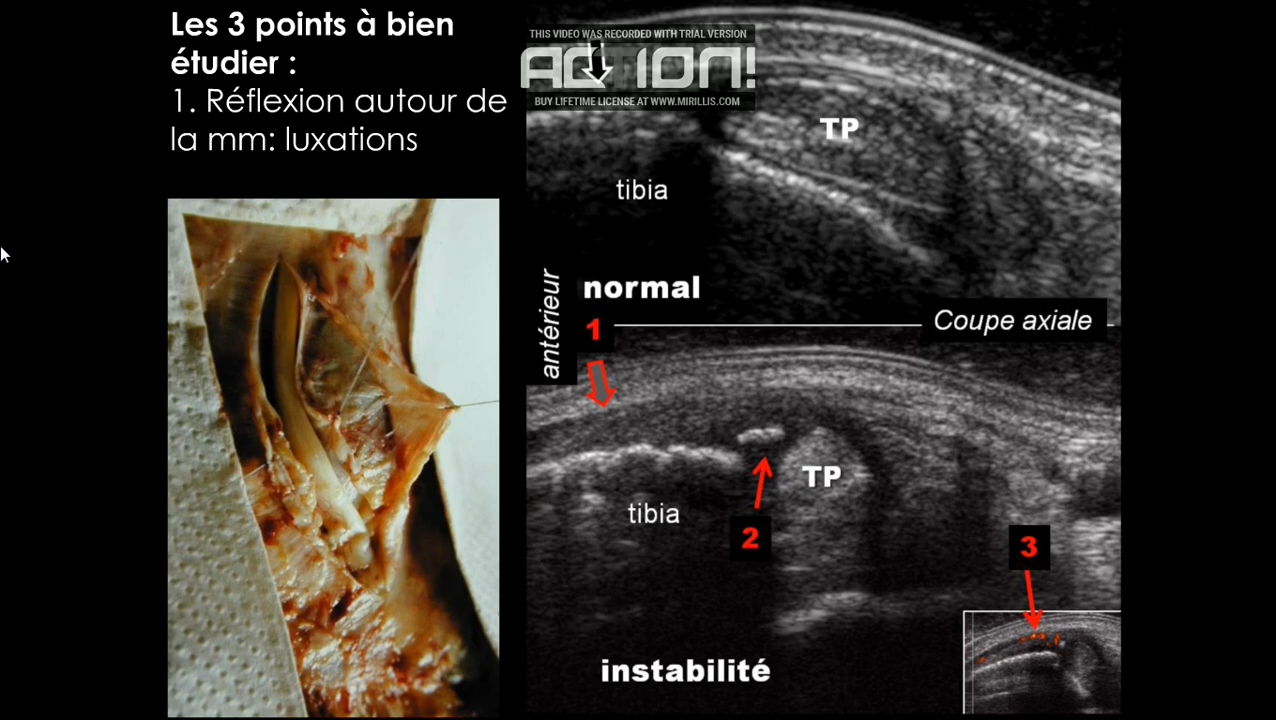 Les 3 points à bien
étudier :
1. Réflexion autour de
la mm: luxations
THIS VIDEO WAS RECORDED WITH TRIAL VERSION
ACTION!
BUY LIFETIME LICENSE AT WWW.MIRILLIS.COM
TP
tibia
normal
antérieur
Coupe axiale
1
TP
tibia
2
3
instabilité